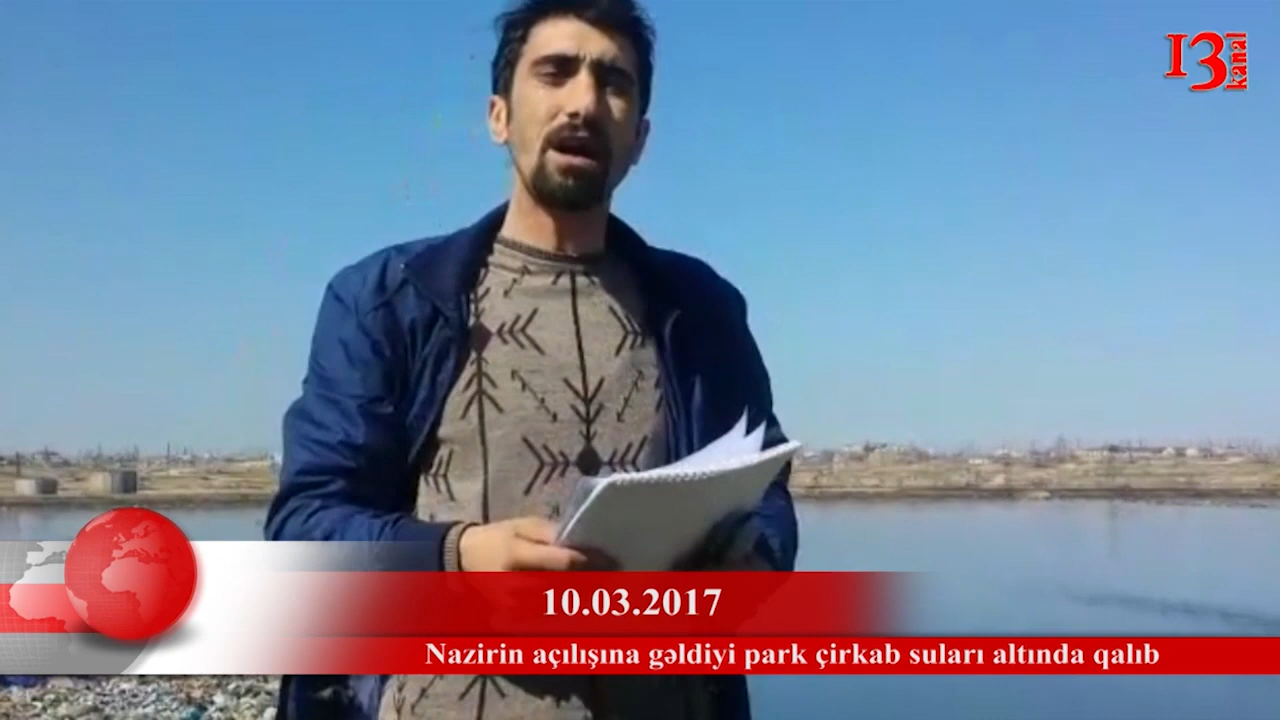 13 kanal
10.03.2017
Nazirin açılışına gəldiyi park çirkab suları altında qalıb